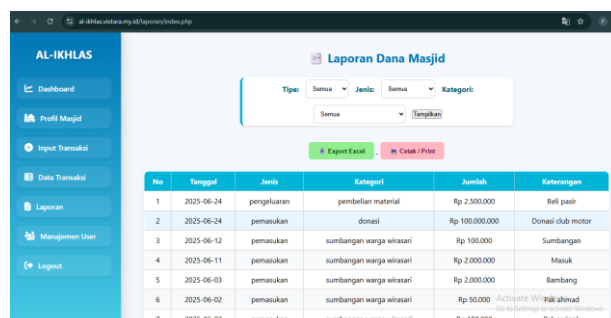 al-ikhlas.vistara.my.id/laporan/index.php
AL-IKHLAS
Dashboard
Profil Masjid
Input Transaksi
Data Transaksi
Laporan
Manajemen User
Logout
Laporan Dana Masjid
Tipe: Semua Jenis: Semua Kategori:
Semua Tampilkan
Export Excel Cetak / Print
No Tanggal Jenis Kategori Jumlah Keterangan
1 2025-06-24 pengeluaran pembelian material Rp 2.500.000 Beli pasir
2 2025-06-24 pemasukan donasi Rp 100.000.000 Donasi club motor
3 2025-06-12 pemasukan sumbangan warga wirasari Rp 100.000 Sumbangan
4 2025-06-11 pemasukan sumbangan warga wirasari Rp 2.000.000 Masuk
5 2025-06-03 pemasukan sumbangan warga wirasari Rp 2.000.000 Bambang
6 2025-06-02 pemasukan sumbangan warga wirasari Rp 50.000 Pak ahmad
Activate Windows
Go to Settings to activate Windows.